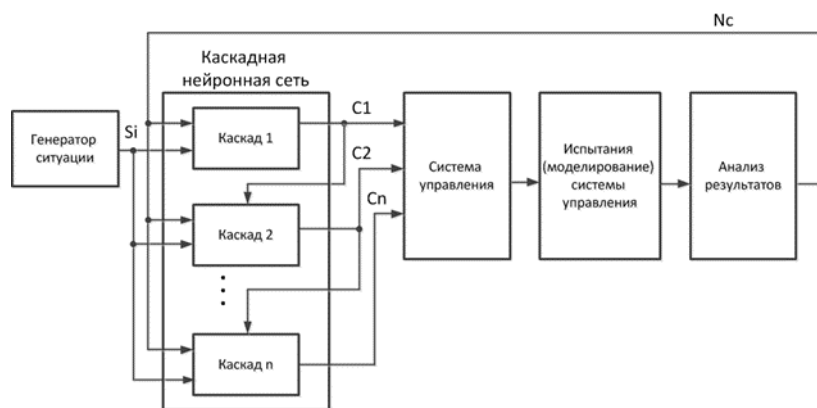 Nc
Каскадная
нейронная сеть
Генератор
ситуации
Si
Каскад 1
C1
C2
Cn
Каскад 2
Каскад n
Система
управления
Испытания
(моделирование)
системы
управления
Анализ
результатов